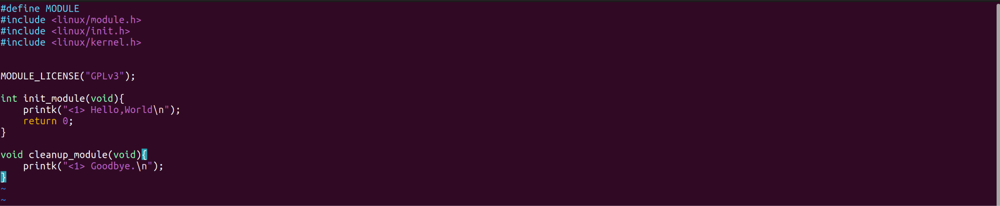 #define MODULE
#include <linux/module.h>
#include <linux/init.h>
#include <linux/kernel.h>
MODULE_LICENSE("GPLv3");
int init_module(void){
    printk("<1> Hello,World\n");
    return 0;
}
void cleanup_module(void){
    printk("<1> Goodbye.\n");
}
~
~